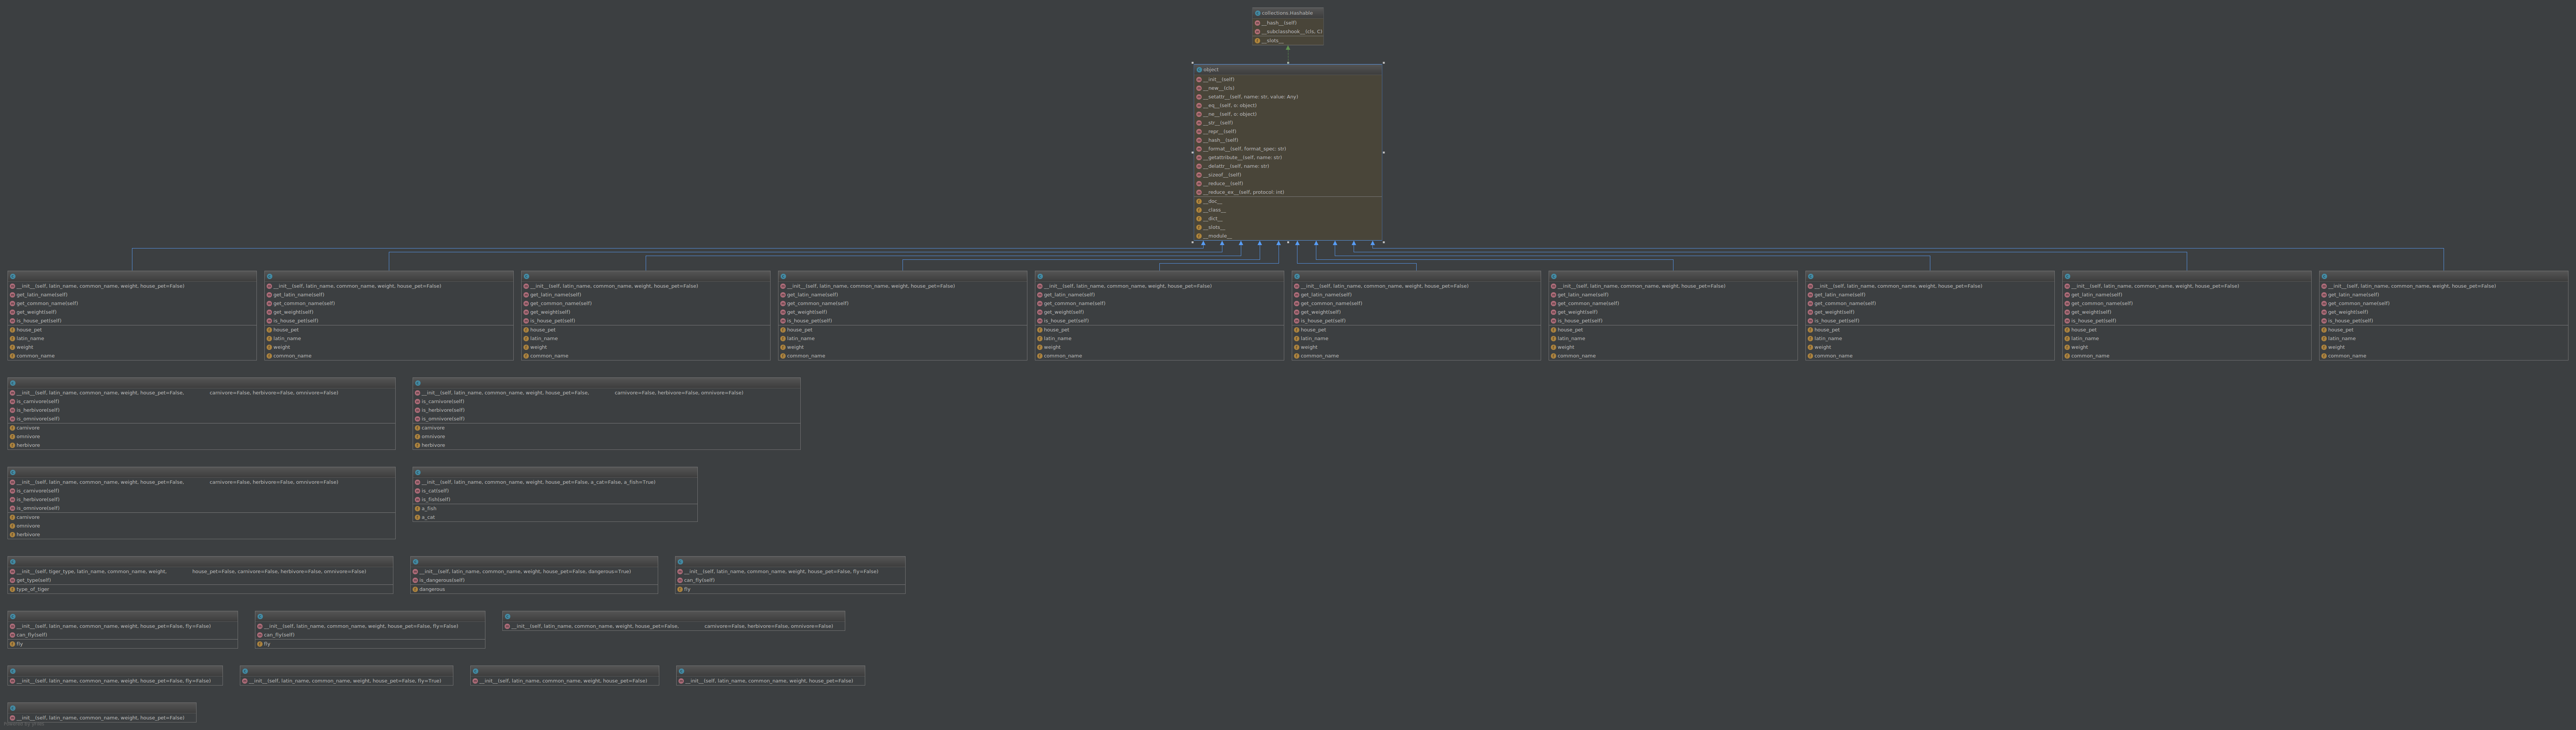 collections.Hashable
__hash__(self)
__subclasshook__(cls, C)
__slots__
object
__init__(self)
__new__(cls)
__setattr__(self, name: str, value: Any)
__eq__(self, o: object)
__ne__(self, o: object)
__str__(self)
__repr__(self)
__hash__(self)
__format__(self, format_spec: str)
__getattribute__(self, name: str)
__delattr__(self, name: str)
__sizeof__(self)
__reduce__(self)
__reduce_ex__(self, protocol: int)
__doc__
__class__
__dict__
__slots__
__module__
__init__(self, latin_name, common_name, weight, house_pet=False)
get_latin_name(self)
get_common_name(self)
get_weight(self)
is_house_pet(self)
house_pet
latin_name
weight
common_name
__init__(self, latin_name, common_name, weight, house_pet=False)
get_latin_name(self)
get_common_name(self)
get_weight(self)
is_house_pet(self)
house_pet
latin_name
weight
common_name
__init__(self, latin_name, common_name, weight, house_pet=False)
get_latin_name(self)
get_common_name(self)
get_weight(self)
is_house_pet(self)
house_pet
latin_name
weight
common_name
__init__(self, latin_name, common_name, weight, house_pet=False)
get_latin_name(self)
get_common_name(self)
get_weight(self)
is_house_pet(self)
house_pet
latin_name
weight
common_name
__init__(self, latin_name, common_name, weight, house_pet=False)
get_latin_name(self)
get_common_name(self)
get_weight(self)
is_house_pet(self)
house_pet
latin_name
weight
common_name
__init__(self, latin_name, common_name, weight, house_pet=False)
get_latin_name(self)
get_common_name(self)
get_weight(self)
is_house_pet(self)
house_pet
latin_name
weight
common_name
__init__(self, latin_name, common_name, weight, house_pet=False)
get_latin_name(self)
get_common_name(self)
get_weight(self)
is_house_pet(self)
house_pet
latin_name
weight
common_name
__init__(self, latin_name, common_name, weight, house_pet=False)
get_latin_name(self)
get_common_name(self)
get_weight(self)
is_house_pet(self)
house_pet
latin_name
weight
common_name
__init__(self, latin_name, common_name, weight, house_pet=False)
get_latin_name(self)
get_common_name(self)
get_weight(self)
is_house_pet(self)
house_pet
latin_name
weight
common_name
__init__(self, latin_name, common_name, weight, house_pet=False)
get_latin_name(self)
get_common_name(self)
get_weight(self)
is_house_pet(self)
house_pet
latin_name
weight
common_name
__init__(self, latin_name, common_name, weight, house_pet=False, carnivore=False, herbivore=False, omnivore=False)
is_carnivore(self)
is_herbivore(self)
is_omnivore(self)
carnivore
omnivore
herbivore
__init__(self, latin_name, common_name, weight, house_pet=False, carnivore=False, herbivore=False, omnivore=False)
is_carnivore(self)
is_herbivore(self)
is_omnivore(self)
carnivore
omnivore
herbivore
__init__(self, latin_name, common_name, weight, house_pet=False, carnivore=False, herbivore=False, omnivore=False)
is_carnivore(self)
is_herbivore(self)
is_omnivore(self)
carnivore
omnivore
herbivore
__init__(self, latin_name, common_name, weight, house_pet=False, a_cat=False, a_fish=True)
is_cat(self)
is_fish(self)
a_fish
a_cat
__init__(self, tiger_type, latin_name, common_name, weight, house_pet=False, carnivore=False, herbivore=False, omnivore=False)
get_type(self)
type_of_tiger
__init__(self, latin_name, common_name, weight, house_pet=False, dangerous=True)
is_dangerous(self)
dangerous
__init__(self, latin_name, common_name, weight, house_pet=False, fly=False)
can_fly(self)
fly
__init__(self, latin_name, common_name, weight, house_pet=False, fly=False)
can_fly(self)
fly
__init__(self, latin_name, common_name, weight, house_pet=False, fly=False)
can_fly(self)
fly
__init__(self, latin_name, common_name, weight, house_pet=False, carnivore=False, herbivore=False, omnivore=False)
__init__(self, latin_name, common_name, weight, house_pet=False, fly=False)
__init__(self, latin_name, common_name, weight, house_pet=False, fly=True)
__init__(self, latin_name, common_name, weight, house_pet=False)
__init__(self, latin_name, common_name, weight, house_pet=False)
__init__(self, latin_name, common_name, weight, house_pet=False)